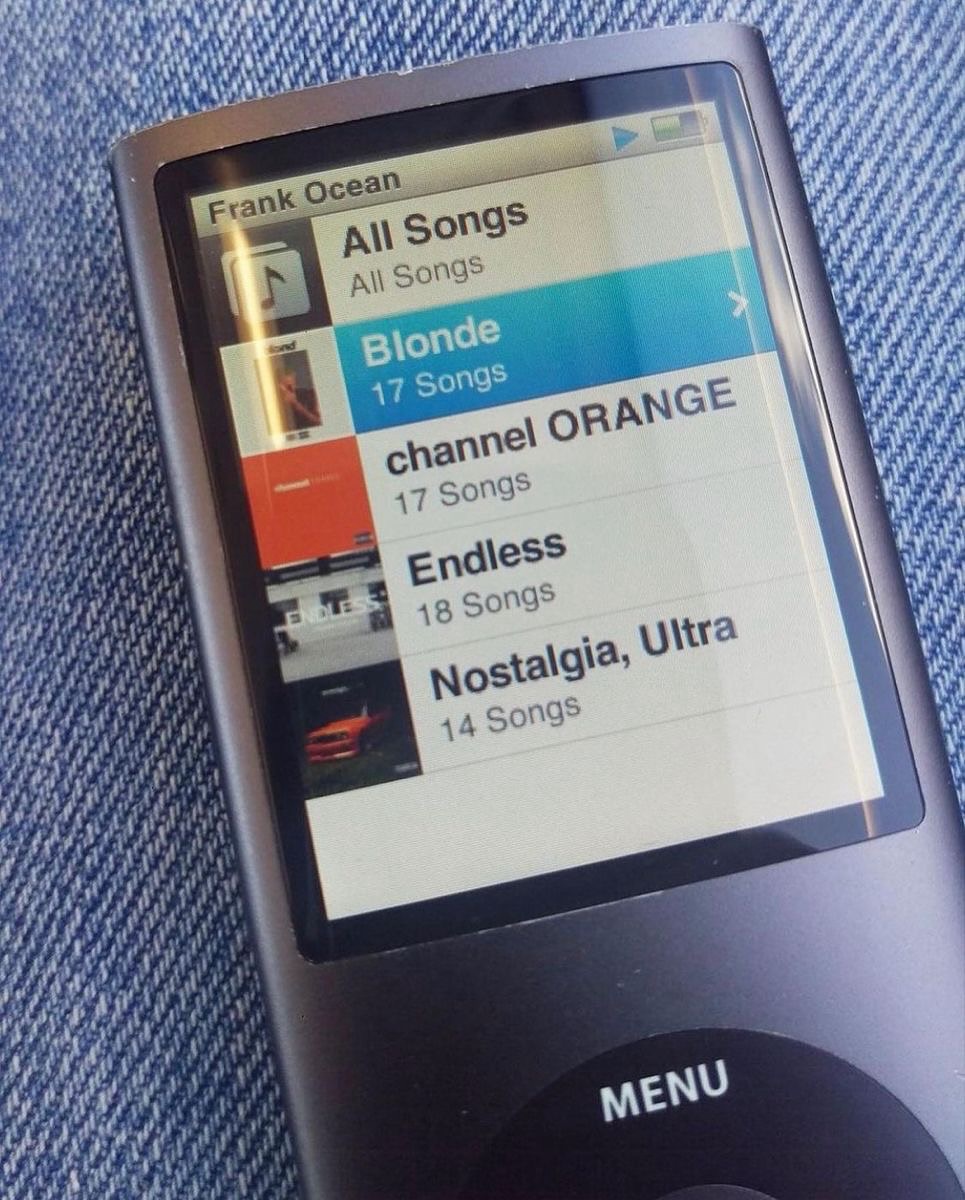 Frank Ocean
All Songs
All Songs
blond
Blonde
17 Songs
channel ORANGE
channel ORANGE
17 Songs
Endless
18 Songs
ENDLESS
Nostalgia, Ultra
14 Songs
MENU